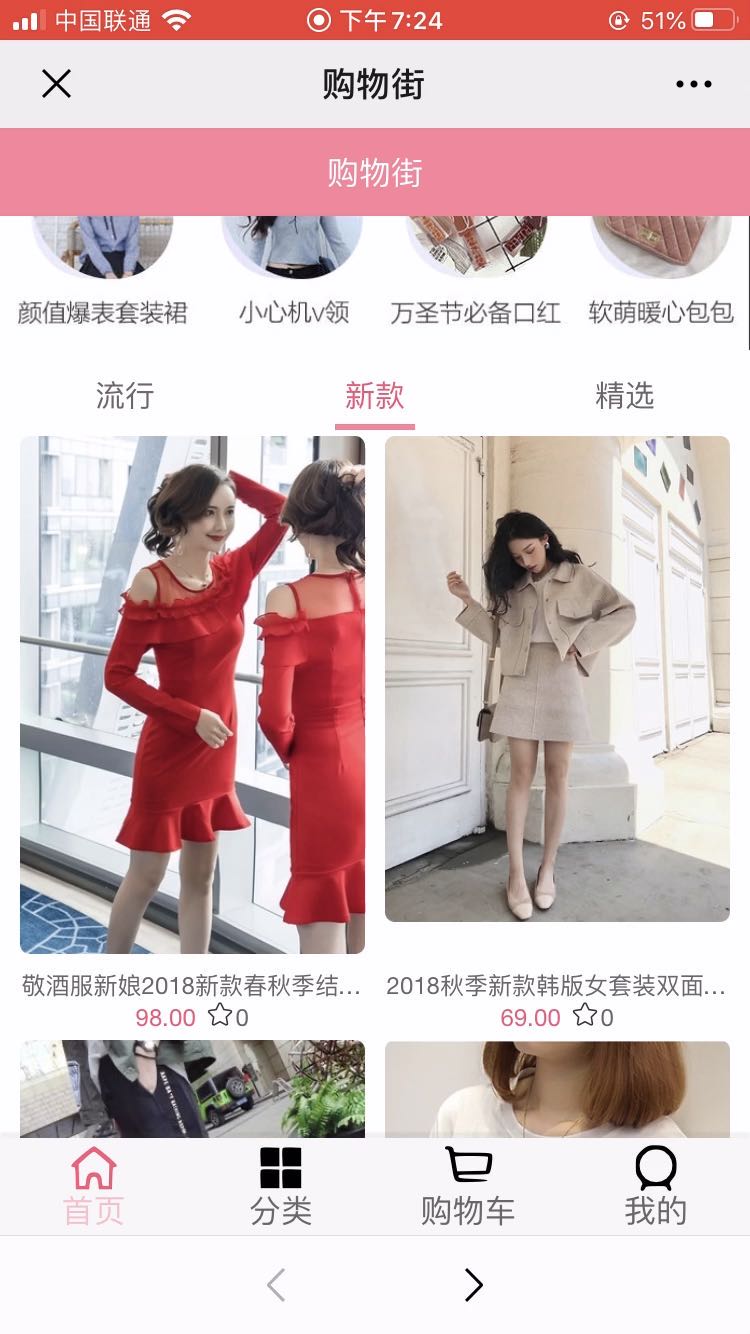 中国联通 下午7:24 51%
购物街
购物街
颜值爆表套装裙 小心机v领 万圣节必备口红 软萌暖心包包
流行 新款 精选
敬酒服新娘2018新款春秋季结... 2018秋季新款韩版女套装双面...
98.00 0 69.00 0
首页 分类 购物车 我的